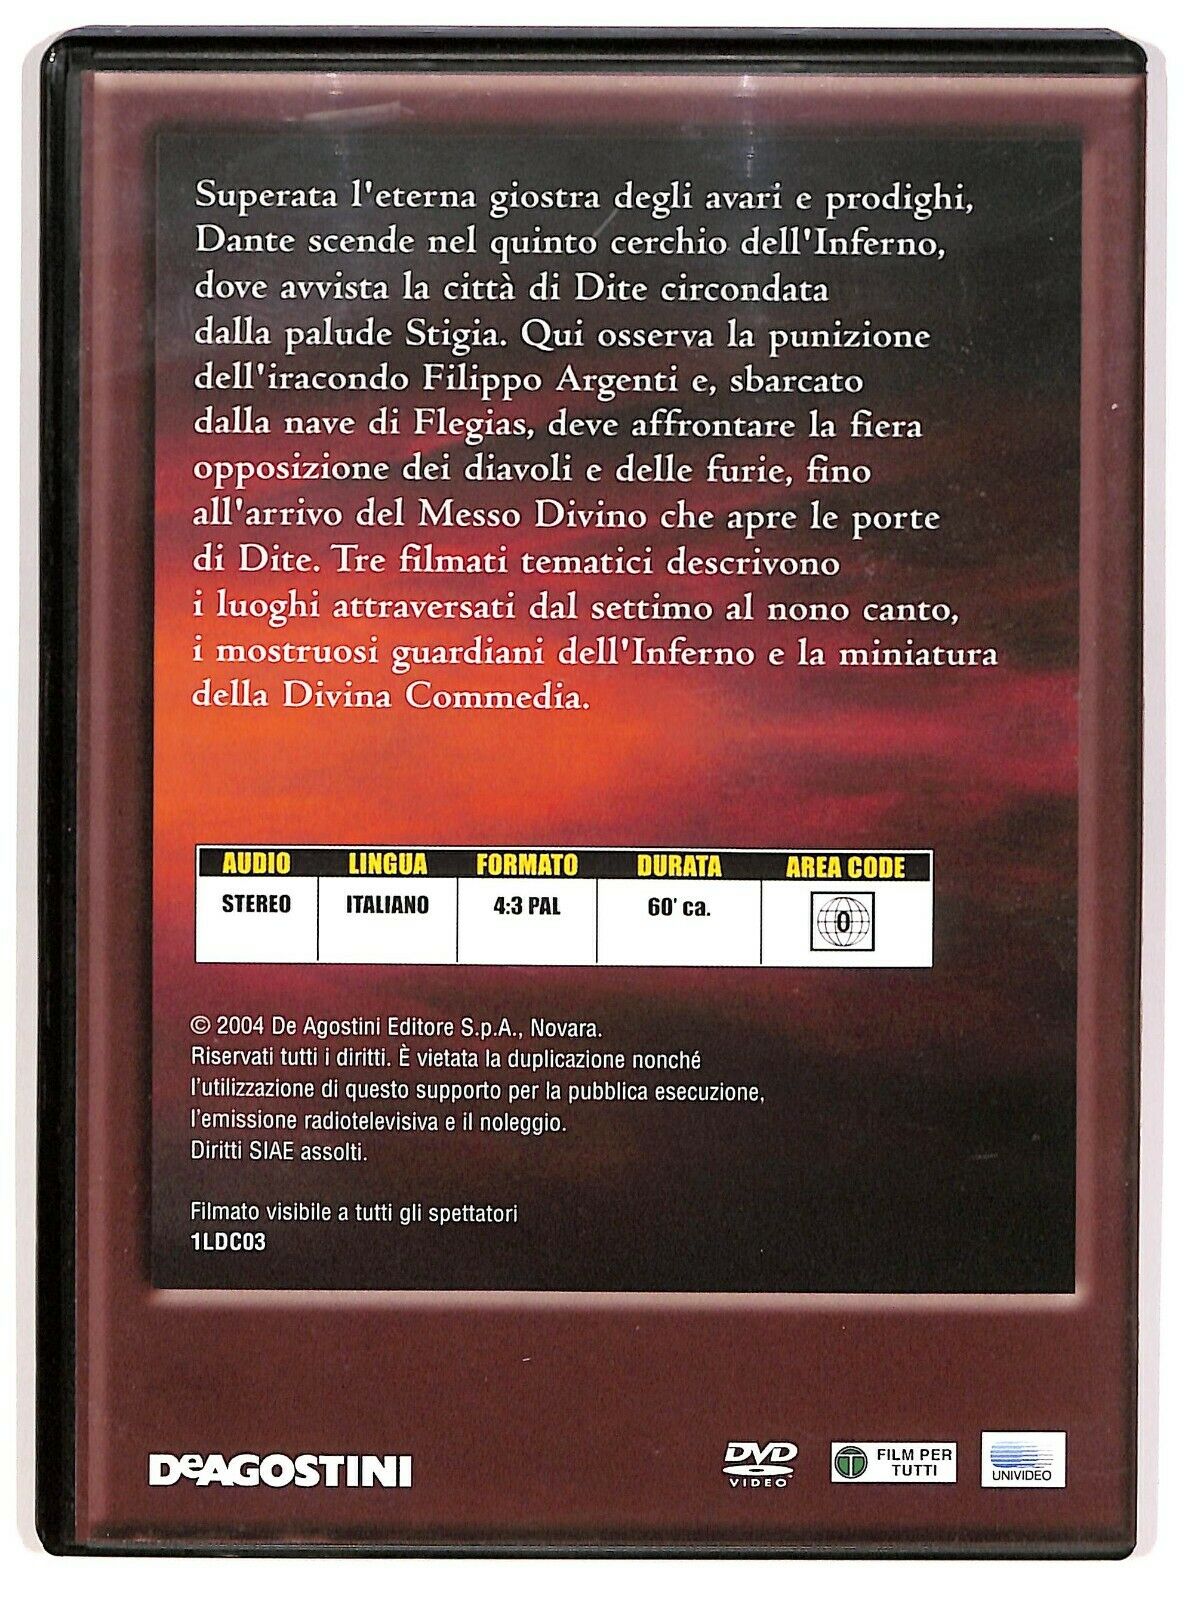 Superata l'eterna giostra degli avari e prodighi,
Dante scende nel quinto cerchio dell'Inferno,
dove avvista la città di Dite circondata
dalla palude Stigia. Qui osserva la punizione
dell'iracondo Filippo Argenti e, sbarcato
dalla nave di Flegias, deve affrontare la fiera
opposizione dei diavoli e delle furie, fino
all'arrivo del Messo Divino che apre le porte
di Dite. Tre filmati tematici descrivono
i luoghi attraversati dal settimo al nono canto,
i mostruosi guardiani dell'Inferno e la miniatura
della Divina Commedia.
AUDIO LINGUA FORMATO DURATA AREA CODE
STEREO ITALIANO 4:3 PAL 60' ca. 0
© 2004 De Agostini Editore S.p.A., Novara.
Riservati tutti i diritti. È vietata la duplicazione nonché
l'utilizzazione di questo supporto per la pubblica esecuzione,
l'emissione radiotelevisiva e il noleggio.
Diritti SIAE assolti.
Filmato visibile a tutti gli spettatori
1LDC03
DeAGOSTINI
DVD
VIDEO
T
FILM PER
TUTTI
UNIVIDEO